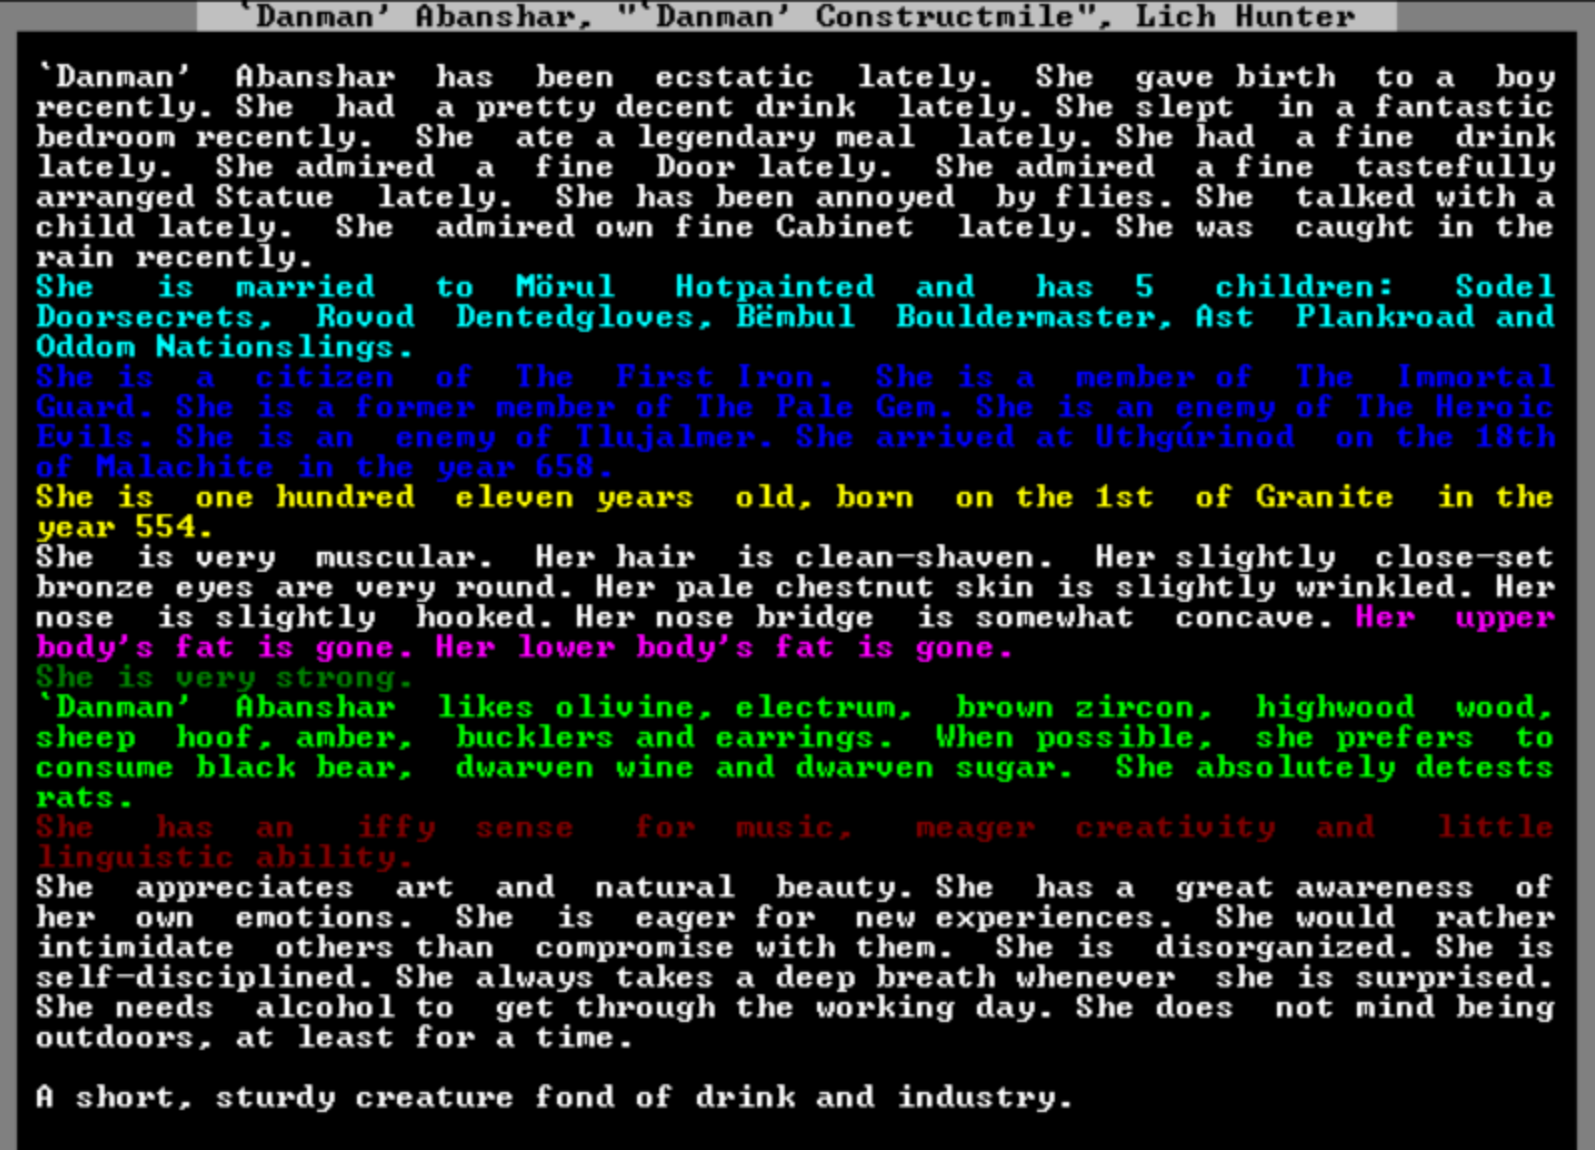 `Danman' Abanshar, "`Danman' Constructmile", Lich Hunter
`Danman' Abanshar has been ecstatic lately. She gave birth to a boy
recently. She had a pretty decent drink lately. She slept in a fantastic
bedroom recently. She ate a legendary meal lately. She had a fine drink
lately. She admired a fine Door lately. She admired a fine tastefully
arranged Statue lately. She has been annoyed by flies. She talked with a
child lately. She admired own fine Cabinet lately. She was caught in the
rain recently.
She is married to Mörul Hotpainted and has 5 children: Sodel
Doorsecrets, Rovod Dentedgloves, Bëmbul Bouldermaster, Ast Plankroad and
Oddom Nationslings.
She is a citizen of The First Iron. She is a member of The Immortal
Guard. She is a former member of The Pale Gem. She is an enemy of The Heroic
Evils. She is an enemy of Tlujalmer. She arrived at Uthgúrinod on the 18th
of Malachite in the year 658.
She is one hundred eleven years old, born on the 1st of Granite in the
year 554.
She is very muscular. Her hair is clean-shaven. Her slightly close-set
bronze eyes are very round. Her pale chestnut skin is slightly wrinkled. Her
nose is slightly hooked. Her nose bridge is somewhat concave. Her upper
body's fat is gone. Her lower body's fat is gone.
She is very strong.
`Danman' Abanshar likes olivine, electrum, brown zircon, highwood wood,
sheep hoof, amber, bucklers and earrings. When possible, she prefers to
consume black bear, dwarven wine and dwarven sugar. She absolutely detests
rats.
She has an iffy sense for music, meager creativity and little
linguistic ability.
She appreciates art and natural beauty. She has a great awareness of
her own emotions. She is eager for new experiences. She would rather
intimidate others than compromise with them. She is disorganized. She is
self-disciplined. She always takes a deep breath whenever she is surprised.
She needs alcohol to get through the working day. She does not mind being
outdoors, at least for a time.
A short, sturdy creature fond of drink and industry.